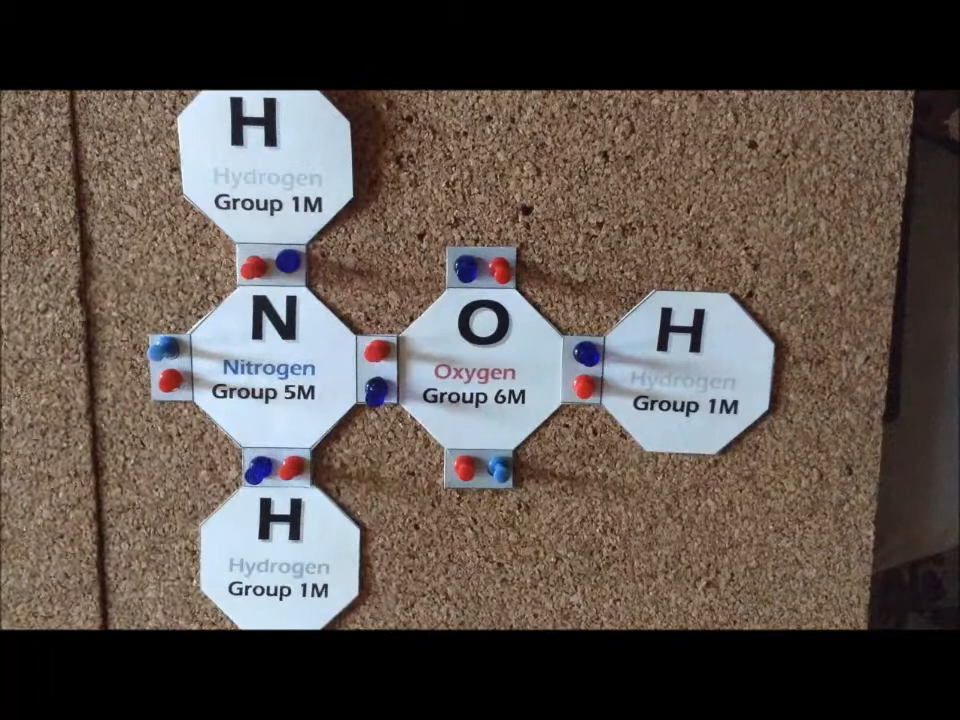 H
Hydrogen
Group 1M
N
Nitrogen
Group 5M
O
Oxygen
Group 6M
H
Hydrogen
Group 1M
H
Hydrogen
Group 1M